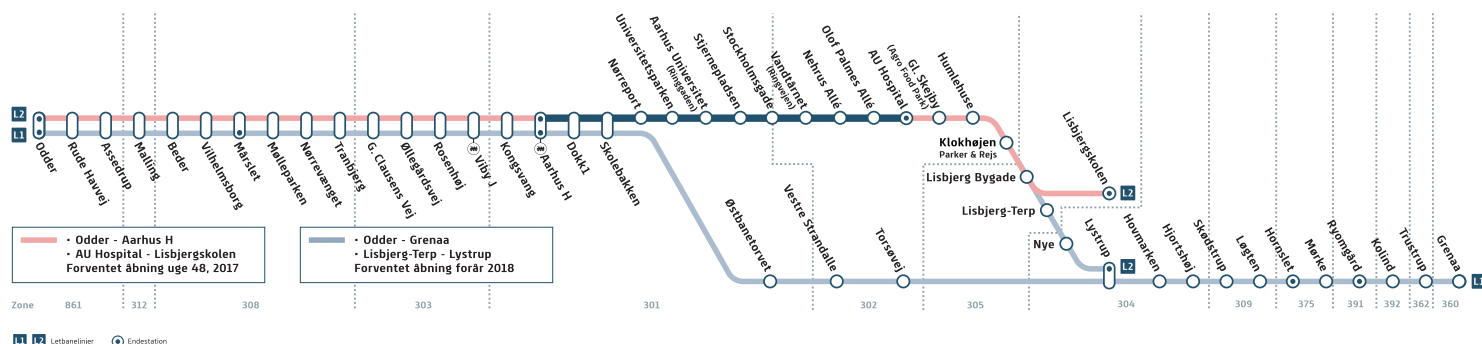 L2
L1
Odder
Rude Havvej
Assedrup
Malling
Beder
Vilhelmsborg
Mårslet
Mølleparken
Nørrevænget
Tranbjerg
G. Clausens Vej
Øllegårdsvej
Rosenhøj
Viby J
Kongsvang
Aarhus H
Dokk1
Skolebakken
Nørreport
Universitetsparken
Aarhus Universitet
(Ringgaden)
Stjernepladsen
Stockholmsgade
Vandtårnet
(Ringvejen)
Nehrus Allé
Olof Palmes Allé
AU Hospital
Gl. Skejby
(Agro Food Park)
Humlehuse
Klokhøjen
Parker & Rejs
Lisbjerg Bygade
Lisbjergskolen
L2
Lisbjerg-Terp
Nye
Lystrup
L2
Østbanetorvet
Vestre Strandalle
Torsøvej
Hovmarken
Hjortshøj
Skødstrup
Løgten
Hornslet
Mørke
Ryomgård
Kolind
Trustrup
Grenaa
L1
• Odder - Aarhus H
• AU Hospital - Lisbjergskolen
Forventet åbning uge 48, 2017
• Odder - Grenaa
• Lisbjerg-Terp - Lystrup
Forventet åbning forår 2018
Zone 861 312 308 303 301 302 305 304 309 375 391 392 362 360
L1 L2 Letbanelinier Endestation